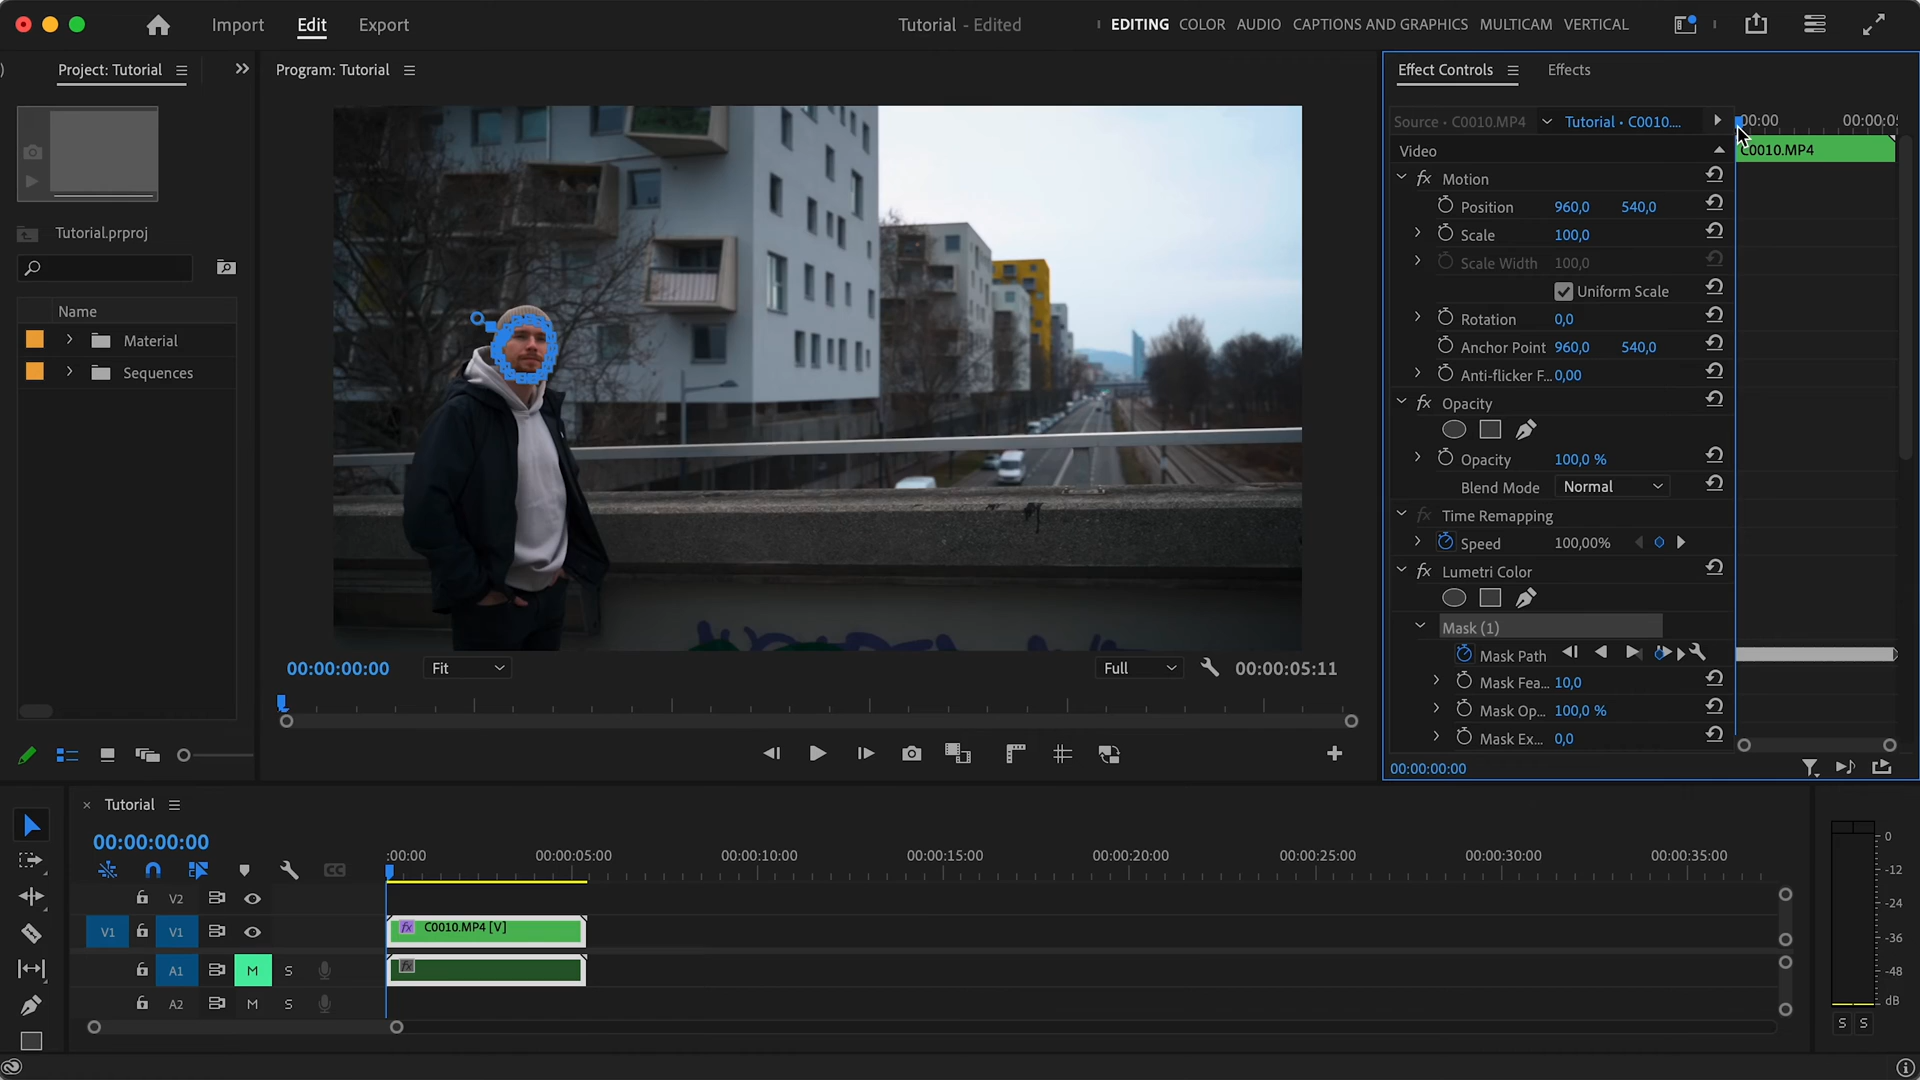 Import Edit Export Tutorial - Edited EDITING COLOR AUDIO CAPTIONS AND GRAPHICS MULTICAM VERTICAL
Project: Tutorial
Tutorial.prproj
Name
Material
Sequences
Program: Tutorial
00:00:00:00 Fit Full 00:00:05:11
Effect Controls Effects
Source • C0010.MP4 Tutorial • C0010.... 00:00 00:00:05
Video C0010.MP4
fx Motion
Position 960,0 540,0
Scale 100,0
Scale Width 100,0
Uniform Scale
Rotation 0,0
Anchor Point 960,0 540,0
Anti-flicker F... 0,00
fx Opacity
Opacity 100,0 %
Blend Mode Normal
fx Time Remapping
Speed 100,00%
fx Lumetri Color
Mask (1)
Mask Path
Mask Fea... 10,0
Mask Op... 100,0 %
Mask Ex... 0,0
00:00:00:00
× Tutorial
00:00:00:00
:00:00 00:00:05:00 00:00:10:00 00:00:15:00 00:00:20:00 00:00:25:00 00:00:30:00 00:00:35:00
CC
V2
V1 V1 fx C0010.MP4 [V]
A1 M S fx
A2 M S
0
-12
-24
-36
-48
dB
S S